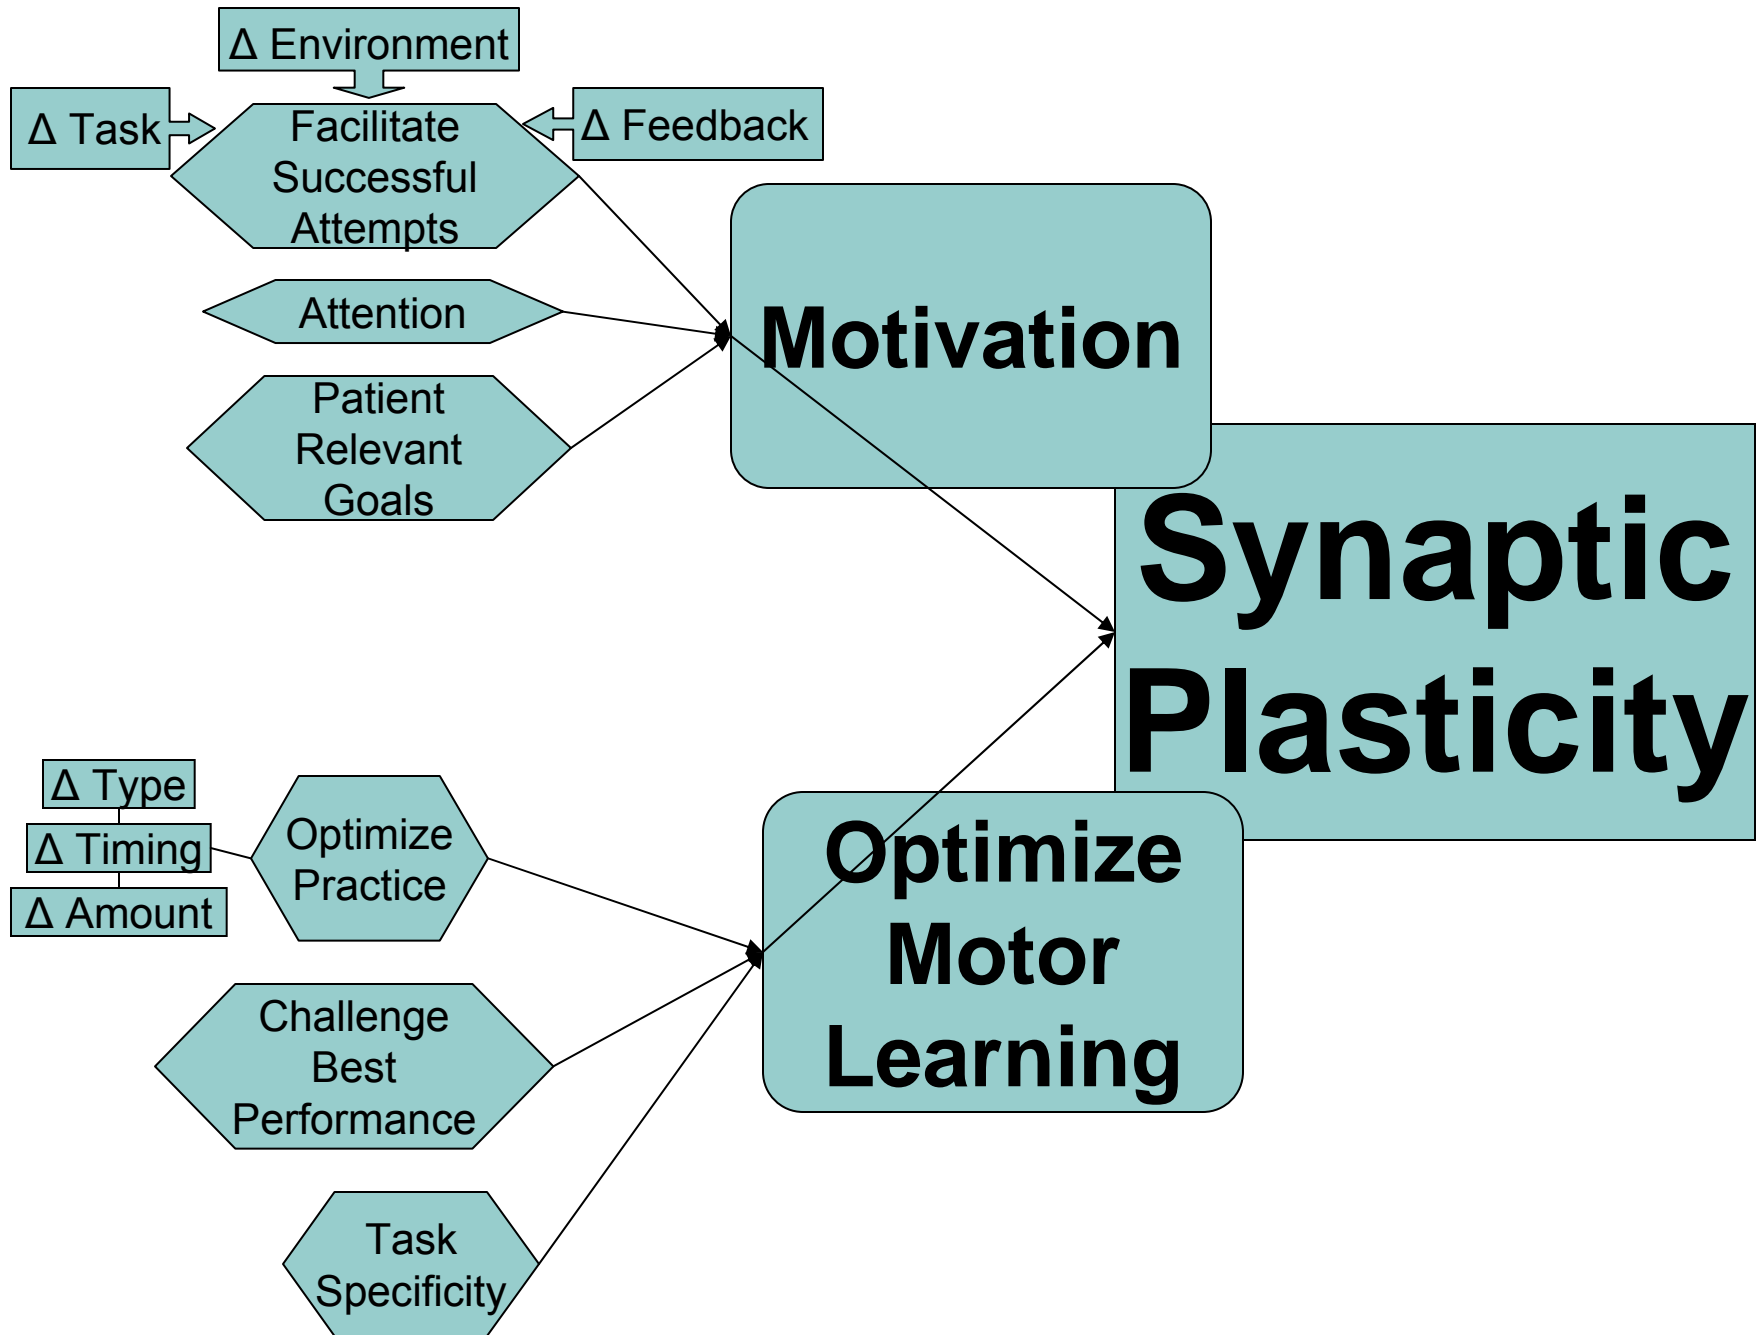 Δ Environment
Δ Task
Δ Feedback
Facilitate
Successful
Attempts
Attention
Patient
Relevant
Goals
Motivation
Synaptic
Plasticity
Δ Type
Δ Timing
Δ Amount
Optimize
Practice
Challenge
Best
Performance
Task
Specificity
Optimize
Motor
Learning